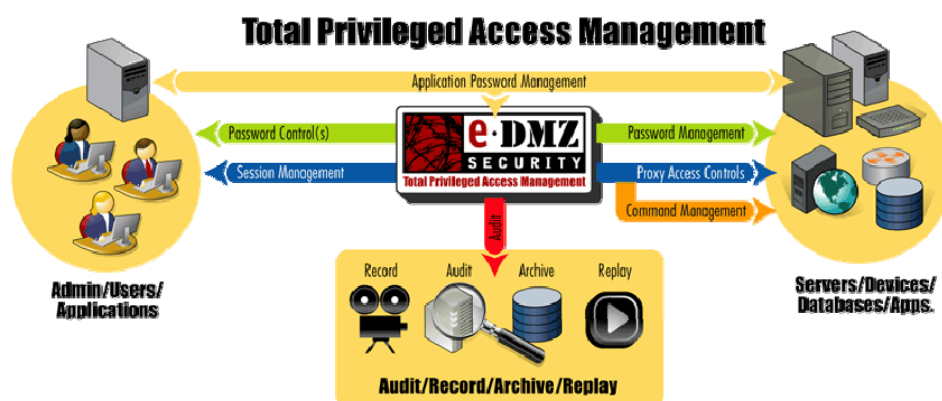 Total Privileged Access Management
Application Password Management
Password Control(s)
e·DMZ
SECURITY
Total Privileged Access Management
Password Management
Session Management
Proxy Access Controls
Command Management
Audit
Record
Audit
Archive
Replay
Admin/Users/
Applications
Servers/Devices/
Databases/Apps.
Audit/Record/Archive/Replay